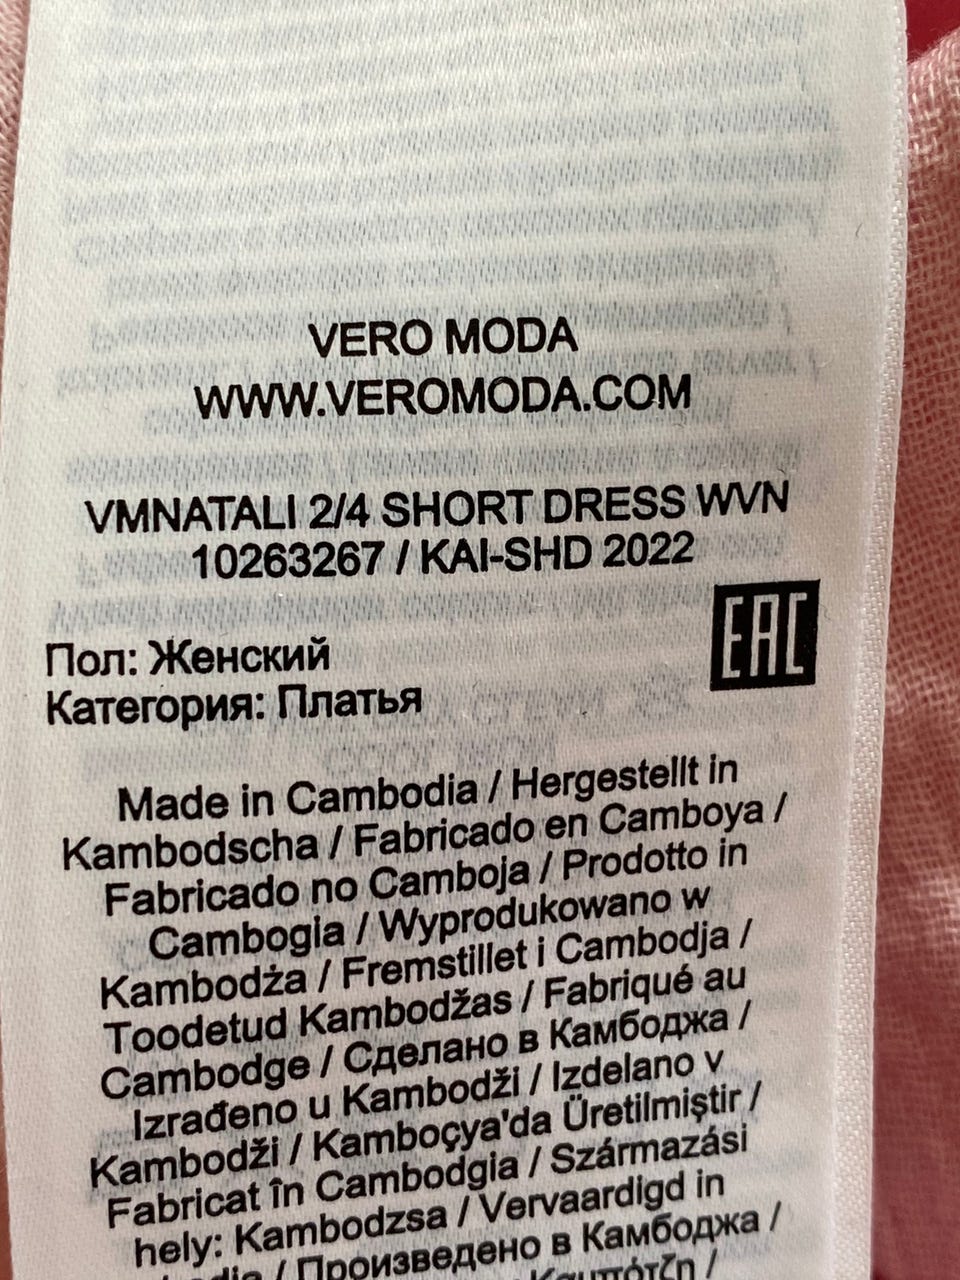 VERO MODA
WWW.VEROMODA.COM
VMNATALI 2/4 SHORT DRESS WVN
10263267 / KAI-SHD 2022
EAC
Пол: Женский
Категория: Платья
Made in Cambodia / Hergestellt in
Kambodscha / Fabricado en Camboya /
Fabricado no Camboja / Prodotto in
Cambogia / Wyprodukowano w
Kambodża / Fremstillet i Cambodja /
Toodetud Kambodžas / Fabriqué au
Cambodge / Сделано в Камбоджа /
Izrađeno u Kambodži / Izdelano v
Kambodži / Kamboçya'da Üretilmiştir /
Fabricat în Cambodgia / Származási
hely: Kambodzsa / Vervaardigd in
/ Произведено в Камбоджа /